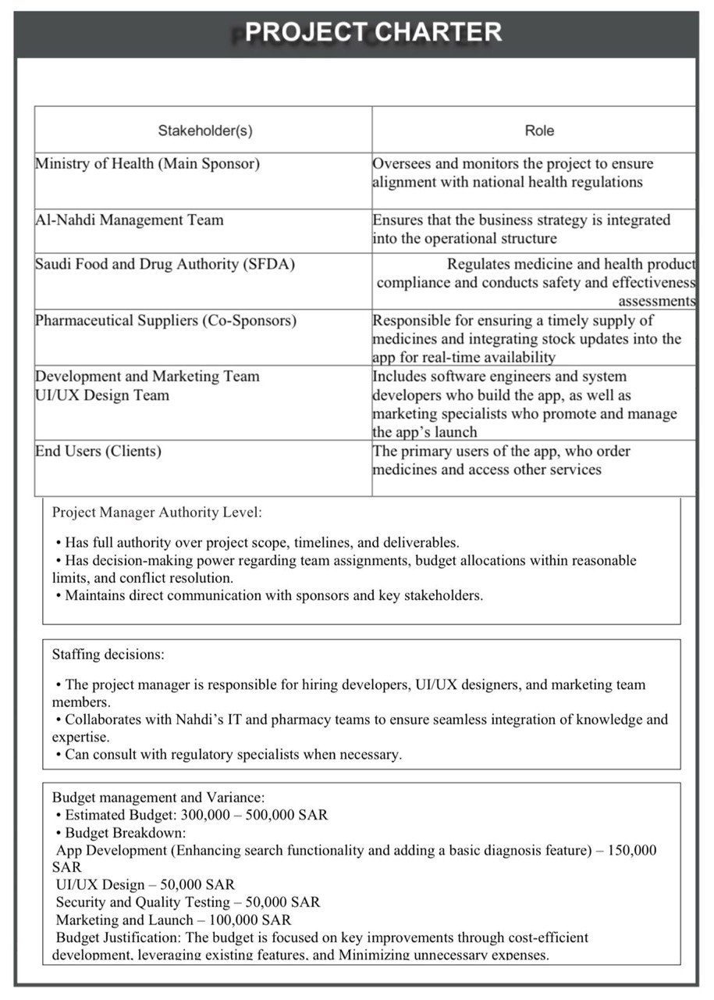 PROJECT CHARTER
Stakeholder(s)
Role
Ministry of Health (Main Sponsor)
Oversees and monitors the project to ensure
alignment with national health regulations
Al-Nahdi Management Team
Ensures that the business strategy is integrated
into the operational structure
Saudi Food and Drug Authority (SFDA)
Regulates medicine and health product
compliance and conducts safety and effectiveness
assessments
Pharmaceutical Suppliers (Co-Sponsors)
Responsible for ensuring a timely supply of
medicines and integrating stock updates into the
app for real-time availability
Development and Marketing Team
UI/UX Design Team
Includes software engineers and system
developers who build the app, as well as
marketing specialists who promote and manage
the app’s launch
End Users (Clients)
The primary users of the app, who order
medicines and access other services
Project Manager Authority Level:
• Has full authority over project scope, timelines, and deliverables.
• Has decision-making power regarding team assignments, budget allocations within reasonable
limits, and conflict resolution.
• Maintains direct communication with sponsors and key stakeholders.
Staffing decisions:
• The project manager is responsible for hiring developers, UI/UX designers, and marketing team
members.
• Collaborates with Nahdi’s IT and pharmacy teams to ensure seamless integration of knowledge and
expertise.
• Can consult with regulatory specialists when necessary.
Budget management and Variance:
• Estimated Budget: 300,000 – 500,000 SAR
• Budget Breakdown:
App Development (Enhancing search functionality and adding a basic diagnosis feature) – 150,000
SAR
UI/UX Design – 50,000 SAR
Security and Quality Testing – 50,000 SAR
Marketing and Launch – 100,000 SAR
Budget Justification: The budget is focused on key improvements through cost-efficient
development, leveraging existing features, and Minimizing unnecessary expenses.